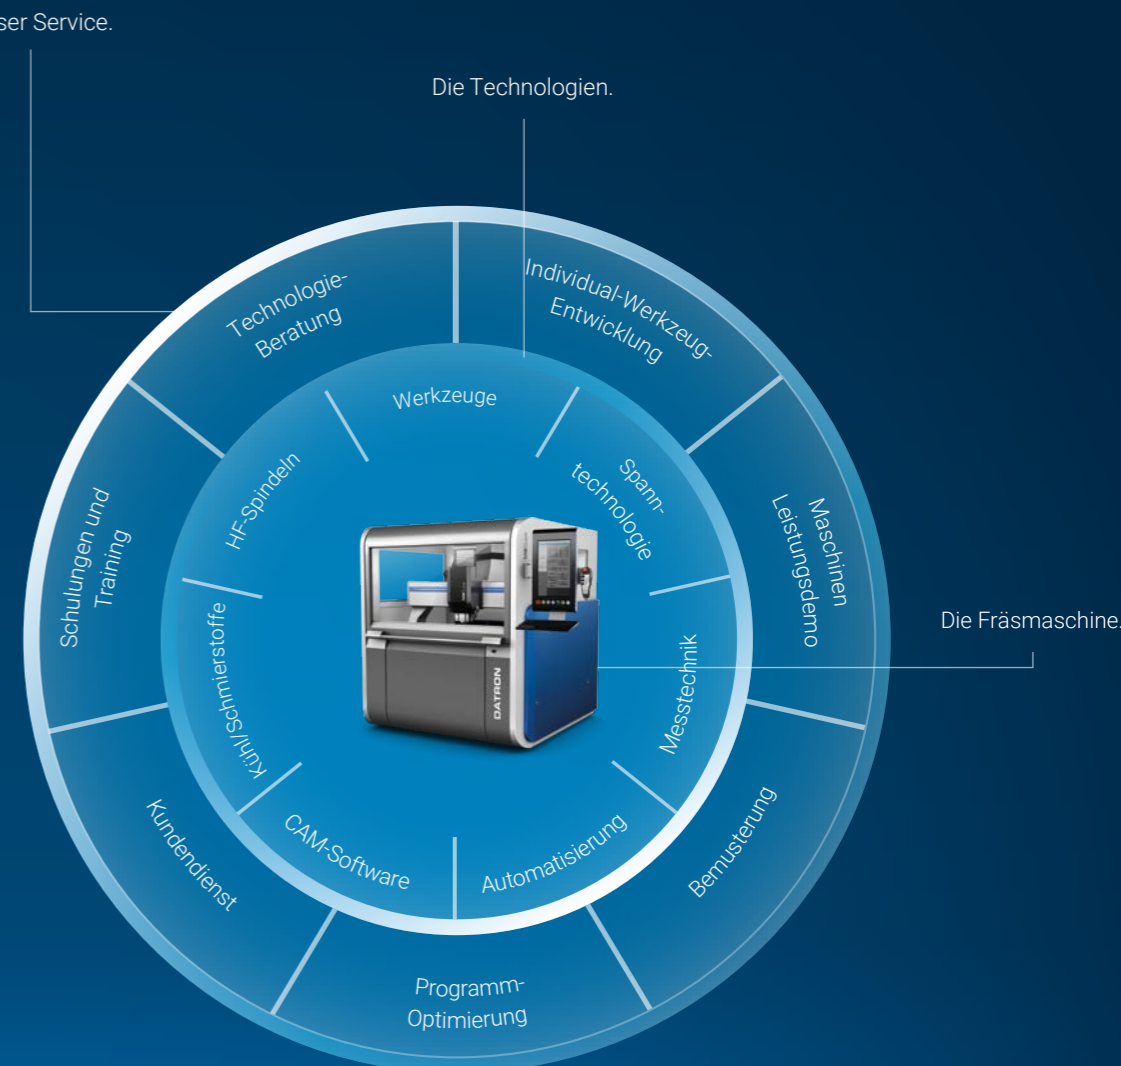 ser Service.
Die Technologien.
Technologie-
Beratung
Individual-Werkzeug-
Entwicklung
Werkzeuge
HF-Spindeln
Spann-
technologie
Schulungen und
Training
Maschinen
Leistungsdemo
Die Fräsmaschine.
Kühl/Schmierstoffe
Messtechnik
DATRON
CAM-Software
Automatisierung
Kundendienst
Bemusterung
Programm-
Optimierung